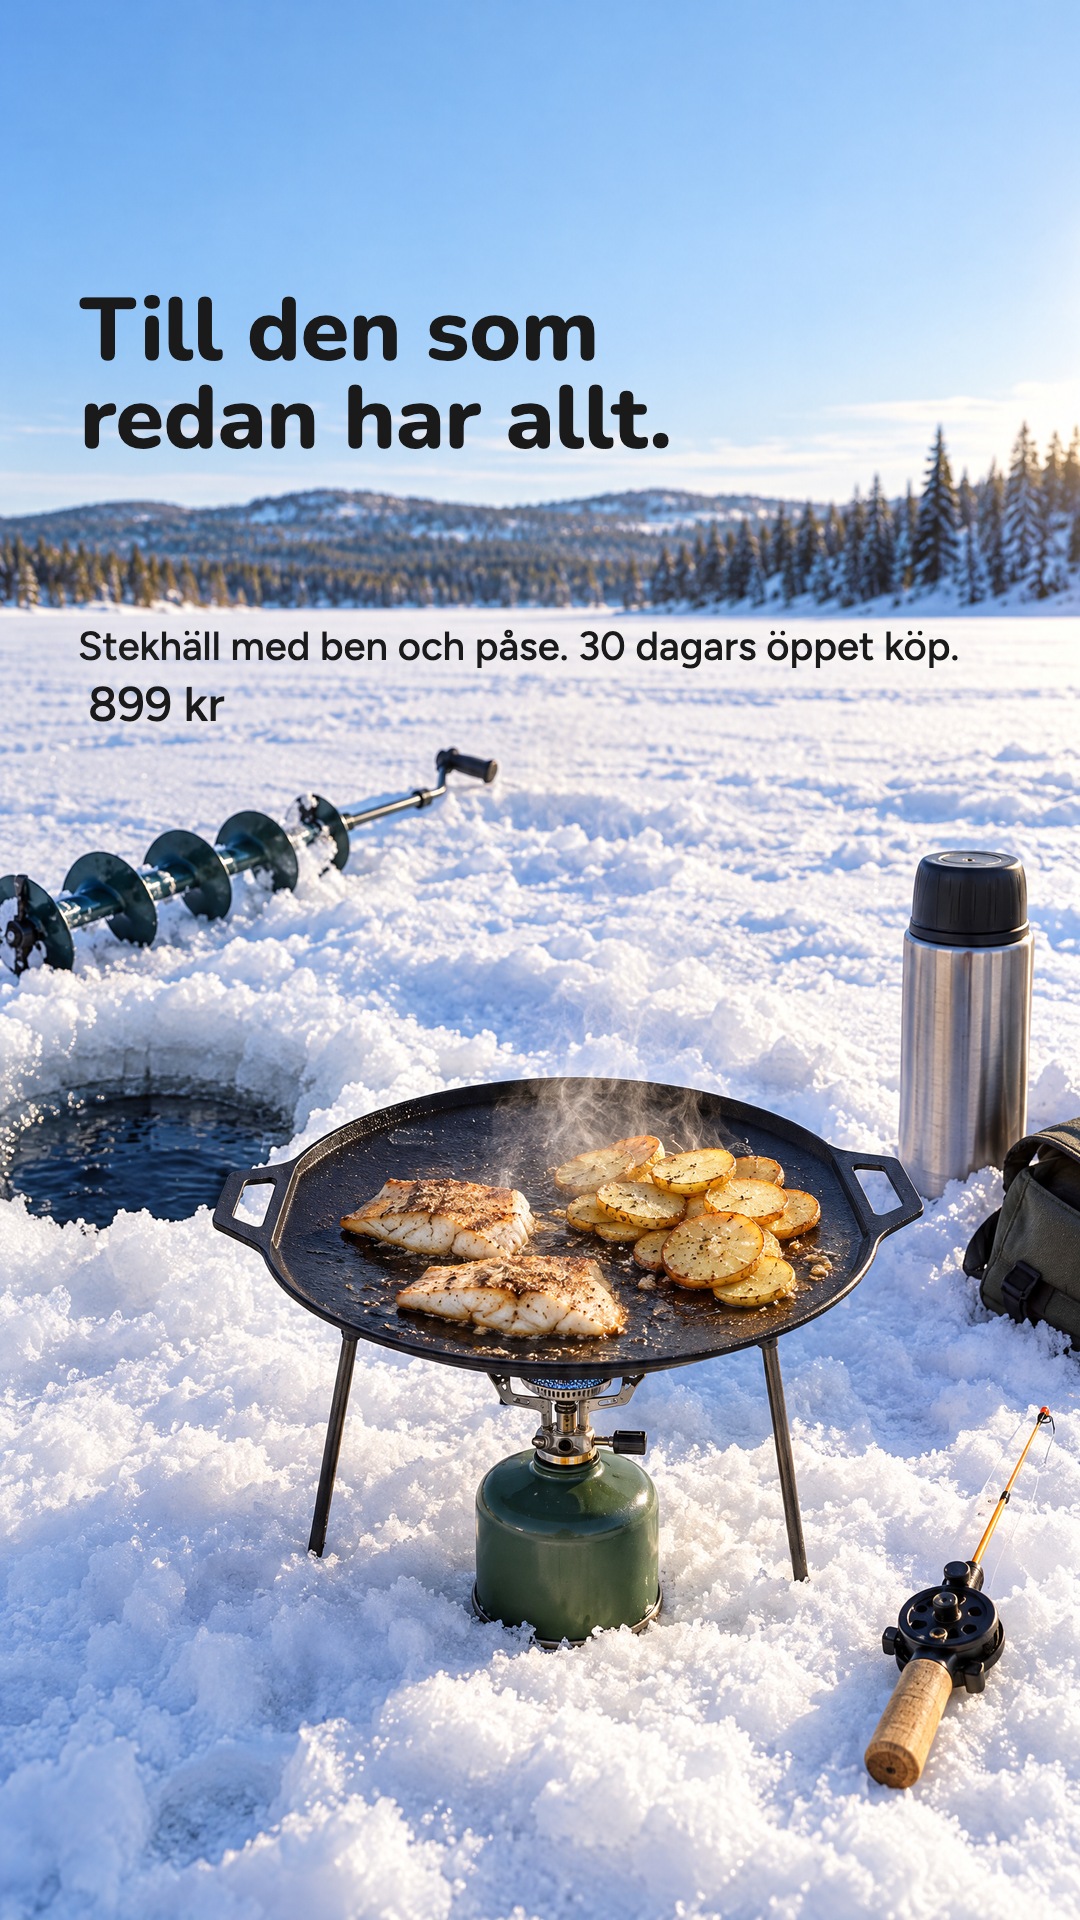 Till den som
redan har allt.
Stekhäll med ben och påse. 30 dagars öppet köp.
899 kr